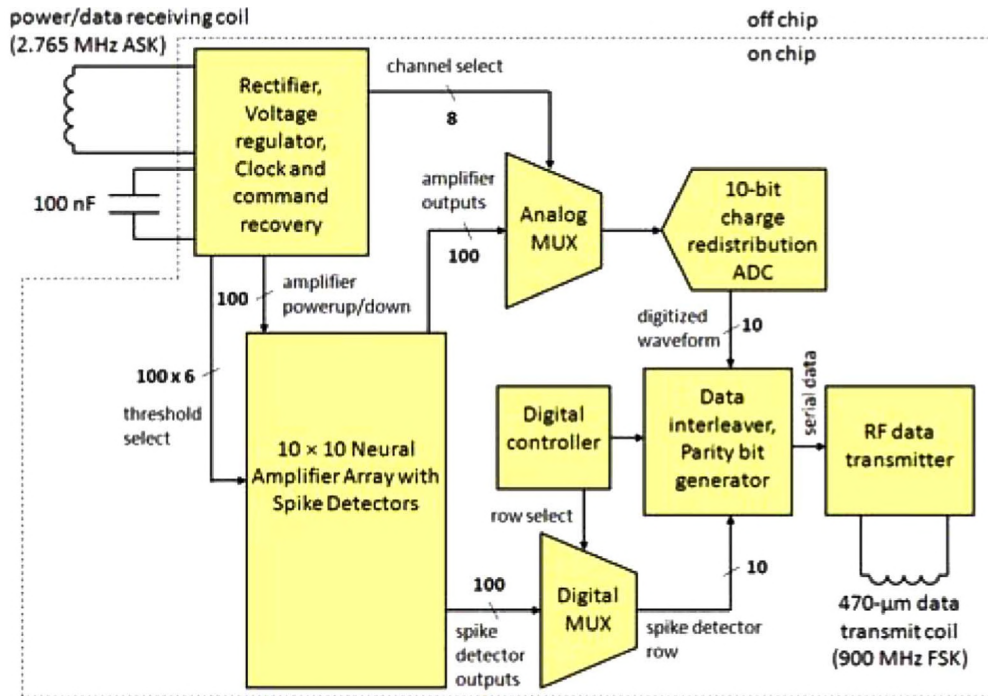 power/data receiving coil
(2.765 MHz ASK)
off chip
on chip
Rectifier,
Voltage
regulator,
Clock and
command
recovery
channel select
8
100 nF
amplifier
outputs
100
Analog
MUX
10-bit
charge
redistribution
ADC
100
amplifier
powerup/down
digitized
waveform
10
100 x 6
threshold
select
10 × 10 Neural
Amplifier Array with
Spike Detectors
Digital
controller
Data
interleaver,
Parity bit
generator
serial data
RF data
transmitter
row select
100
spike
detector
outputs
Digital
MUX
10
spike detector
row
470-μm data
transmit coil
(900 MHz FSK)